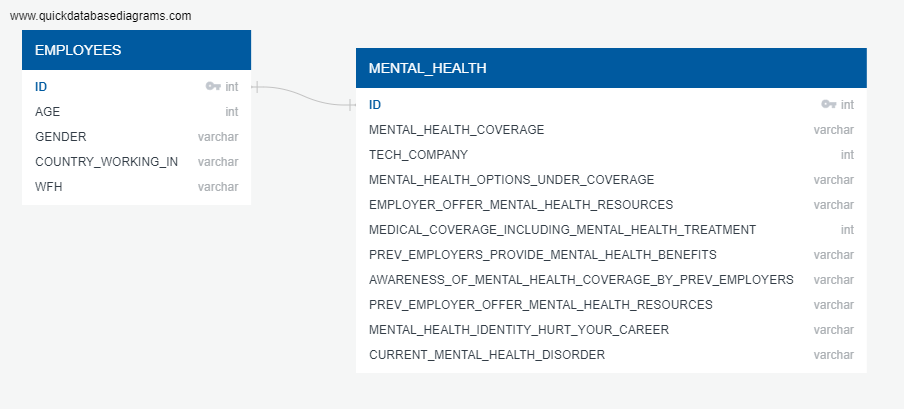 www.quickdatabasediagrams.com
EMPLOYEES
ID int
AGE int
GENDER varchar
COUNTRY_WORKING_IN varchar
WFH varchar
MENTAL_HEALTH
ID int
MENTAL_HEALTH_COVERAGE varchar
TECH_COMPANY int
MENTAL_HEALTH_OPTIONS_UNDER_COVERAGE varchar
EMPLOYER_OFFER_MENTAL_HEALTH_RESOURCES varchar
MEDICAL_COVERAGE_INCLUDING_MENTAL_HEALTH_TREATMENT int
PREV_EMPLOYERS_PROVIDE_MENTAL_HEALTH_BENEFITS varchar
AWARENESS_OF_MENTAL_HEALTH_COVERAGE_BY_PREV_EMPLOYERS varchar
PREV_EMPLOYER_OFFER_MENTAL_HEALTH_RESOURCES varchar
MENTAL_HEALTH_IDENTITY_HURT_YOUR_CAREER varchar
CURRENT_MENTAL_HEALTH_DISORDER varchar